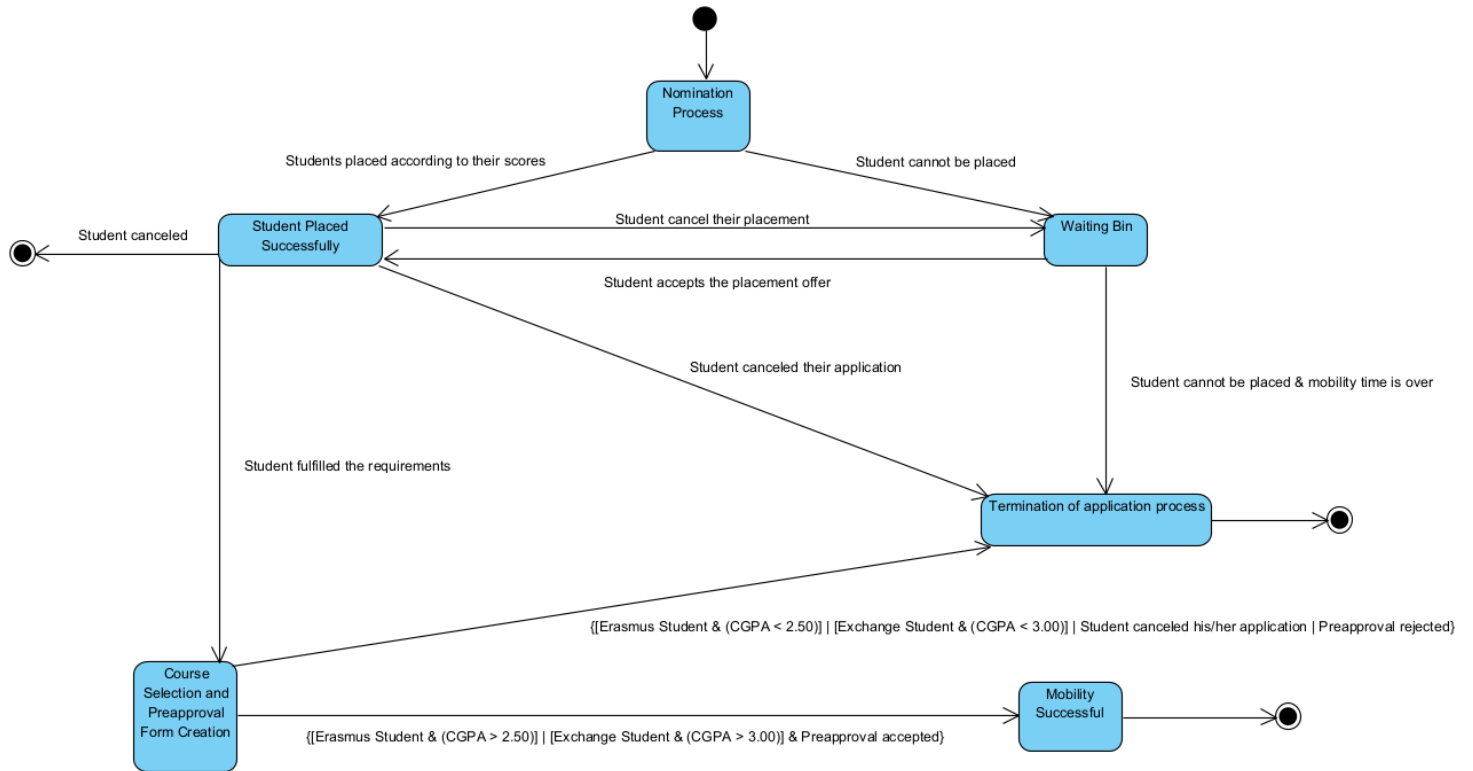 Nomination
Process
Students placed according to their scores
Student cannot be placed
Student canceled
Student Placed
Successfully
Student cancel their placement
Waiting Bin
Student accepts the placement offer
Student canceled their application
Student cannot be placed & mobility time is over
Student fulfilled the requirements
Termination of application process
{[Erasmus Student & (CGPA < 2.50)] | [Exchange Student & (CGPA < 3.00)] | Student canceled his/her application | Preapproval rejected}
Course
Selection and
Preapproval
Form Creation
Mobility
Successful
{[Erasmus Student & (CGPA > 2.50)] | [Exchange Student & (CGPA > 3.00)] & Preapproval accepted}